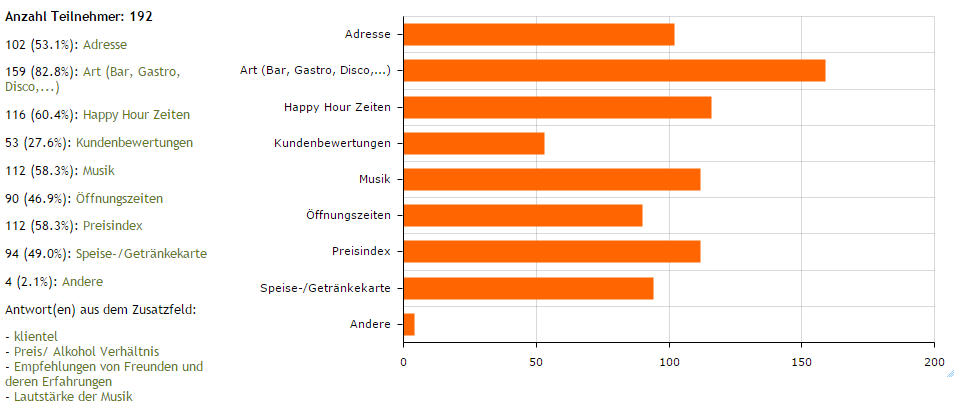 Anzahl Teilnehmer: 192
102 (53.1%): Adresse
159 (82.8%): Art (Bar, Gastro,
Disco,...)
116 (60.4%): Happy Hour Zeiten
53 (27.6%): Kundenbewertungen
112 (58.3%): Musik
90 (46.9%): Öffnungszeiten
112 (58.3%): Preisindex
94 (49.0%): Speise-/Getränkekarte
4 (2.1%): Andere
Antwort(en) aus dem Zusatzfeld:
- klientel
- Preis/ Alkohol Verhältnis
- Empfehlungen von Freunden und
deren Erfahrungen
- Lautstärke der Musik
Adresse
Art (Bar, Gastro, Disco,...)
Happy Hour Zeiten
Kundenbewertungen
Musik
Öffnungszeiten
Preisindex
Speise-/Getränkekarte
Andere
0 50 100 150 200